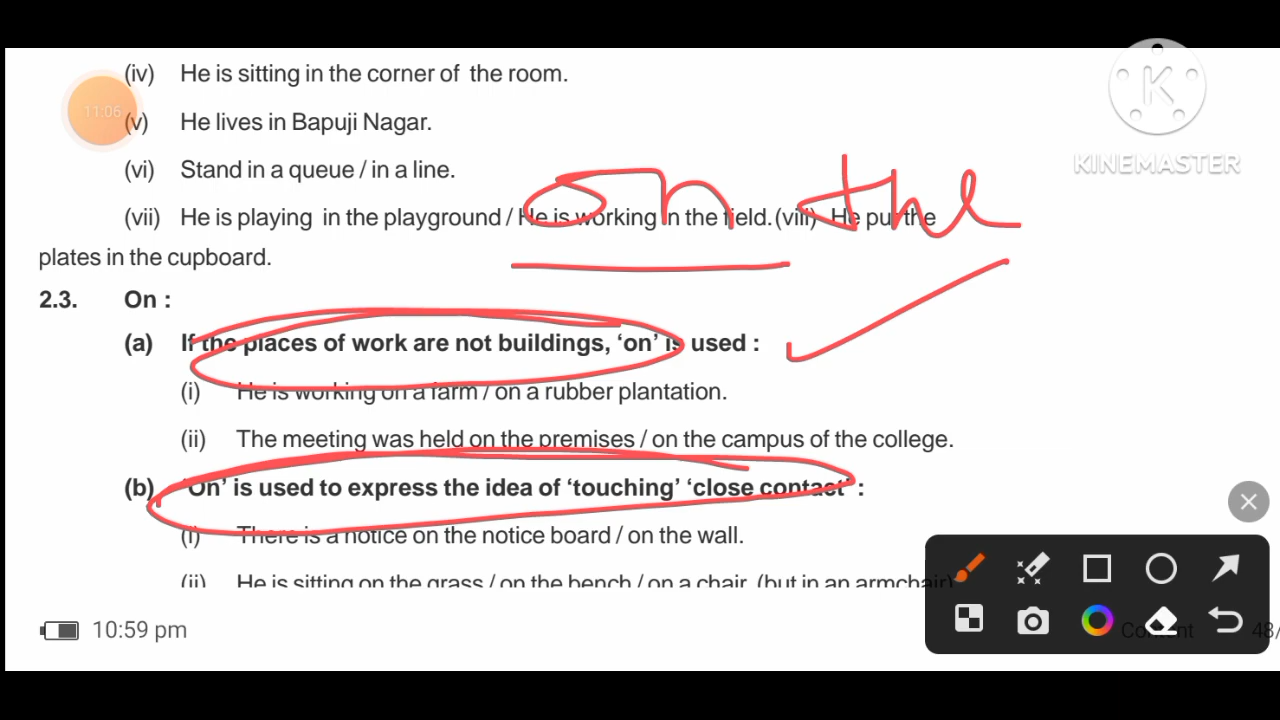 (iv) He is sitting in the corner of the room.
11:06
(v) He lives in Bapuji Nagar.
KINEMASTER
(vi) Stand in a queue / in a line.
on the
(vii) He is playing in the playground / He is working in the field. (viii) He put the
plates in the cupboard.
2.3. On :
(a) If the places of work are not buildings, ‘on’ is used :
(i) He is working on a farm / on a rubber plantation.
(ii) The meeting was held on the premises / on the campus of the college.
(b) ‘On’ is used to express the idea of ‘touching’ ‘close contact’ :
(i) There is a notice on the notice board / on the wall.
(ii) He is sitting on the grass / on the bench / on a chair (but in an armchair)
10:59 pm
Content 48/